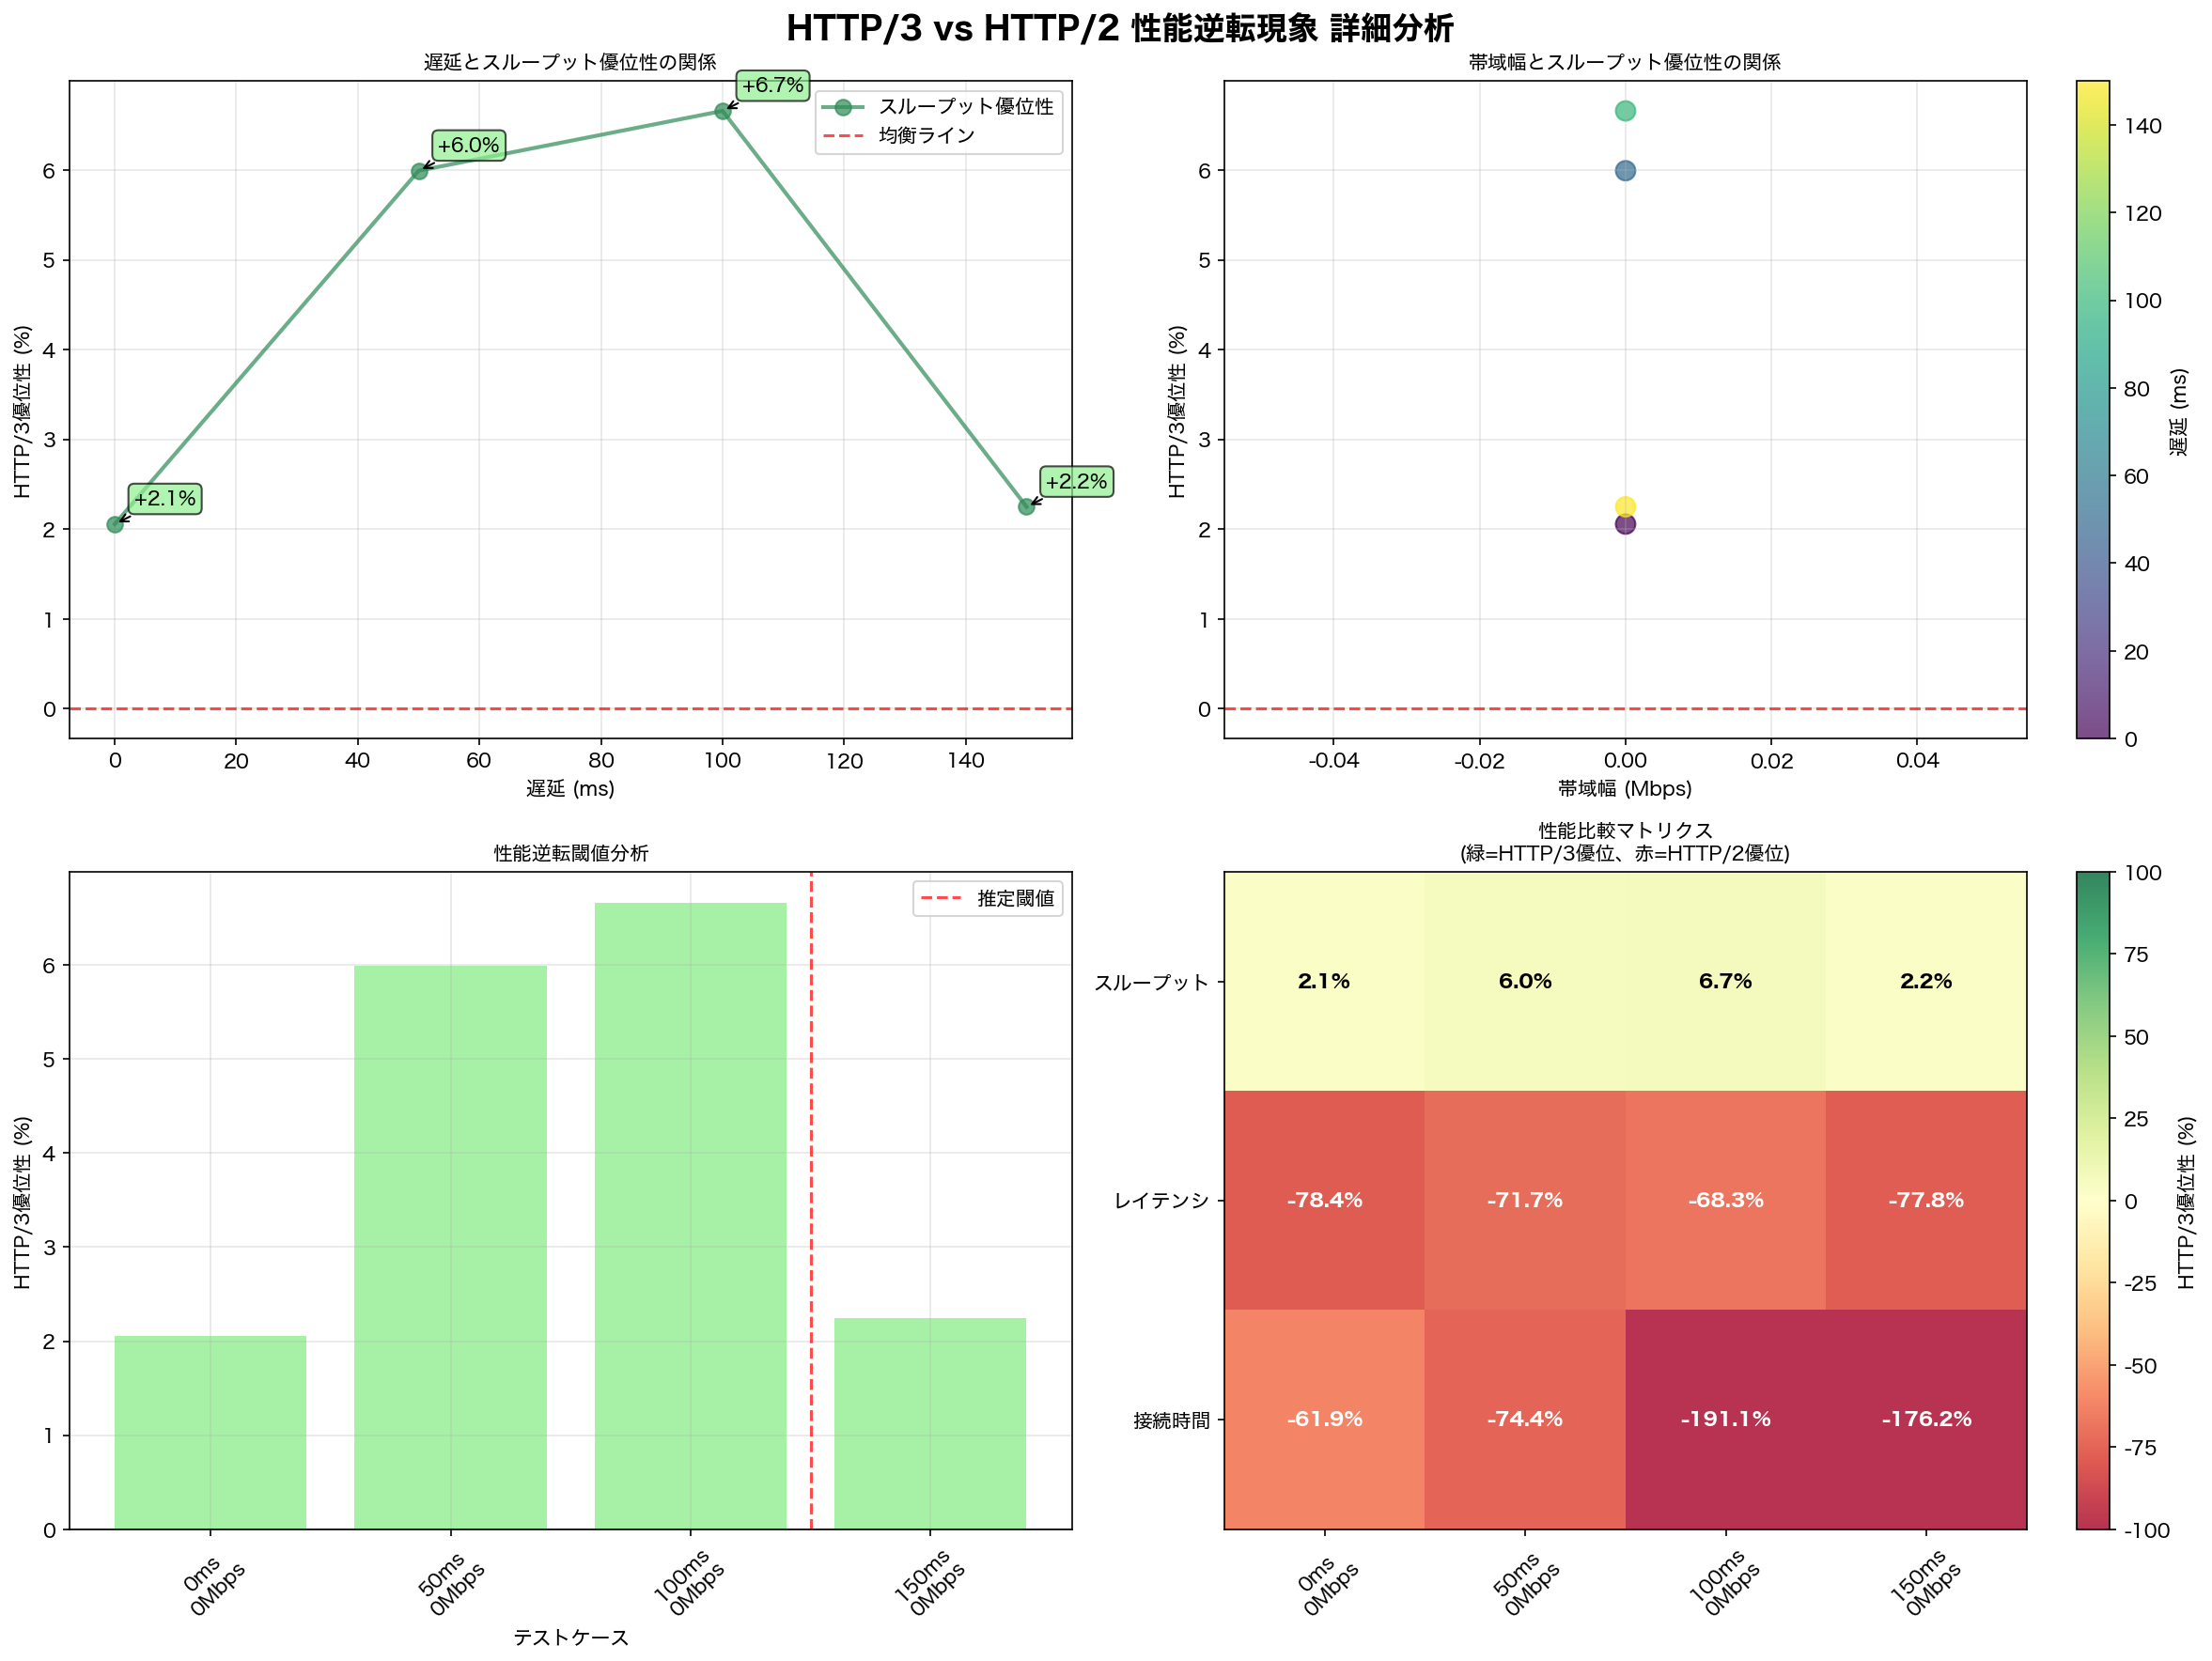 HTTP/3 vs HTTP/2 性能逆転現象 詳細分析
遅延とスループット優位性の関係
HTTP/3優位性 (%)
6
5
4
3
2
1
0
+2.1%
+6.0%
+6.7%
+2.2%
スループット優位性
均衡ライン
0
20
40
60
80
100
120
140
遅延 (ms)
帯域幅とスループット優位性の関係
HTTP/3優位性 (%)
6
5
4
3
2
1
0
-0.04
-0.02
0.00
0.02
0.04
帯域幅 (Mbps)
140
120
100
80
60
40
20
0
遅延 (ms)
性能逆転閾値分析
HTTP/3優位性 (%)
6
5
4
3
2
1
0
推定閾値
0ms
0Mbps
50ms
0Mbps
100ms
0Mbps
150ms
0Mbps
テストケース
性能比較マトリクス
(緑=HTTP/3優位、赤=HTTP/2優位)
スループット
2.1%
6.0%
6.7%
2.2%
レイテンシ
-78.4%
-71.7%
-68.3%
-77.8%
接続時間
-61.9%
-74.4%
-191.1%
-176.2%
0ms
0Mbps
50ms
0Mbps
100ms
0Mbps
150ms
0Mbps
100
75
50
25
0
-25
-50
-75
-100
HTTP/3優位性 (%)